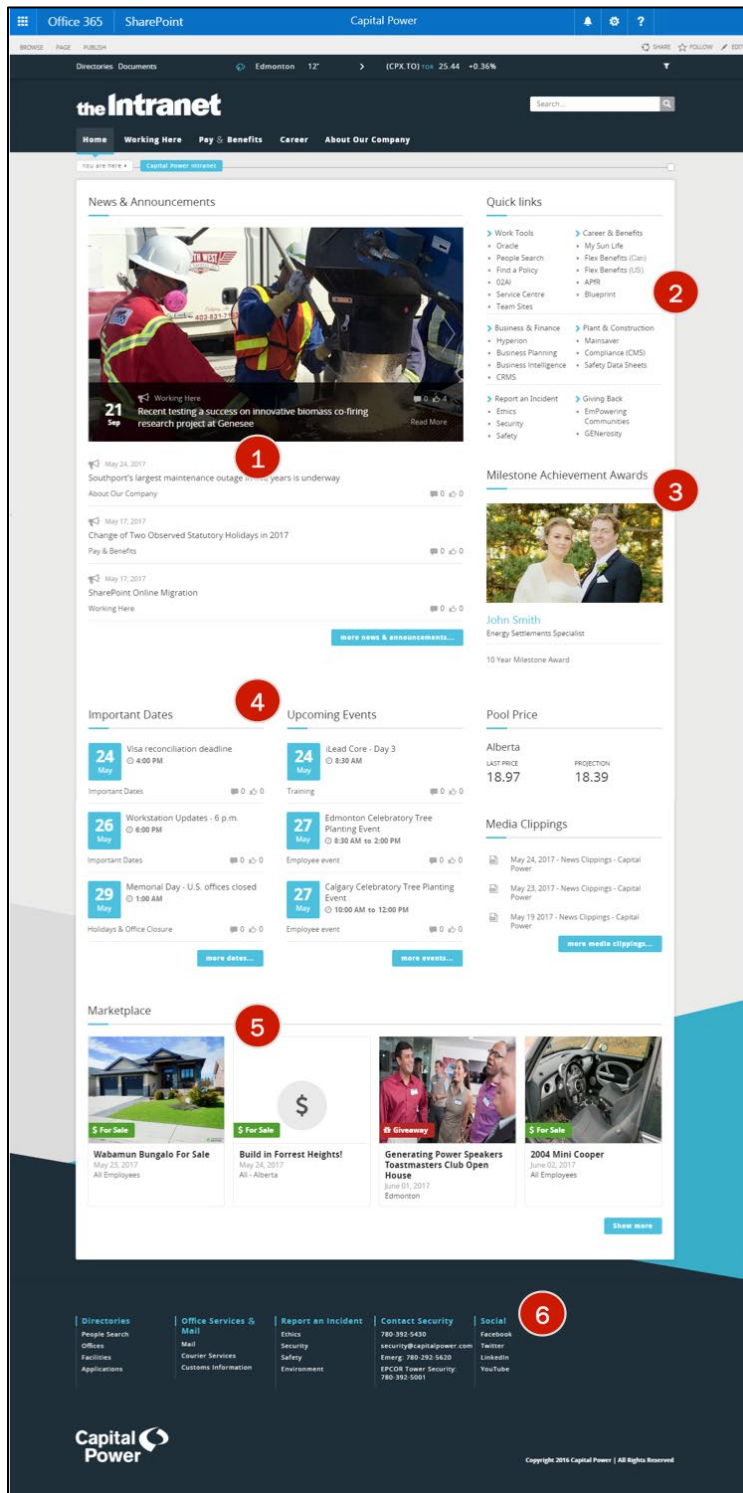 Office 365 SharePoint Capital Power ?
BROWSE PAGE PUBLISH SHARE FOLLOW EDIT
Directories Documents Edmonton 12° (CPX.TO) TOR 25.44 +0.36%
the Intranet
Search...
Home Working Here Pay & Benefits Career About Our Company
You are here Capital Power Intranet
News & Announcements
21
Sep
Working Here
0 4
Recent testing a success on innovative biomass co-firing
research project at Genesee
Read More
1
May 24, 2017
Southport's largest maintenance outage in years is underway
About Our Company 0 0
May 17, 2017
Change of Two Observed Statutory Holidays in 2017
Pay & Benefits 0 0
May 17, 2017
SharePoint Online Migration
Working Here 0 0
more news & announcements...
Quick links
Work Tools
Oracle
People Search
Find a Policy
O2AI
Service Centre
Team Sites
Career & Benefits
My Sun Life
Flex Benefits (Can)
Flex Benefits (US)
APfR
Blueprint
2
Business & Finance
Hyperion
Business Planning
Business Intelligence
CRMS
Plant & Construction
Mainsaver
Compliance (CMS)
Safety Data Sheets
Report an Incident
Ethics
Security
Safety
Giving Back
EmPowering
Communities
GENerosity
Milestone Achievement Awards
3
John Smith
Energy Settlements Specialist
10 Year Milestone Award
4
Important Dates
24
May
Visa reconciliation deadline
4:00 PM
Important Dates 0 0
26
May
Workstation Updates - 6 p.m.
6:00 PM
Important Dates 0 0
29
May
Memorial Day - U.S. offices closed
1:00 AM
Holidays & Office Closure 0 0
more dates...
Upcoming Events
24
May
iLead Core - Day 3
8:30 AM
Training 0 0
27
May
Edmonton Celebratory Tree
Planting Event
8:30 AM to 2:00 PM
Employee event 0 0
27
May
Calgary Celebratory Tree Planting
Event
10:00 AM to 12:00 PM
Employee event 0 0
more events...
Pool Price
Alberta
LAST PRICE PROJECTION
18.97 18.39
Media Clippings
May 24, 2017 - News Clippings - Capital
Power
May 23, 2017 - News Clippings - Capital
Power
May 19 2017 - News Clippings - Capital
Power
more media clippings...
Marketplace
5
$ For Sale
Wabamun Bungalo For Sale
May 23, 2017
All Employees
$
$ For Sale
Build in Forrest Heights!
May 24, 2017
All - Alberta
Giveaway
Generating Power Speakers
Toastmasters Club Open
House
June 01, 2017
Edmonton
$ For Sale
2004 Mini Cooper
June 02, 2017
All Employees
Show more
Directories
People Search
Offices
Facilities
Applications
Office Services &
Mail
Mail
Courier Services
Customs Information
Report an Incident
Ethics
Security
Safety
Environment
Contact Security
780-392-5430
security@capitalpower.com
Emerg: 780-292-5620
EPCOR Tower Security:
780-392-5001
Social
Facebook
Twitter
LinkedIn
YouTube
6
Capital
Power
Copyright 2016 Capital Power | All Rights Reserved